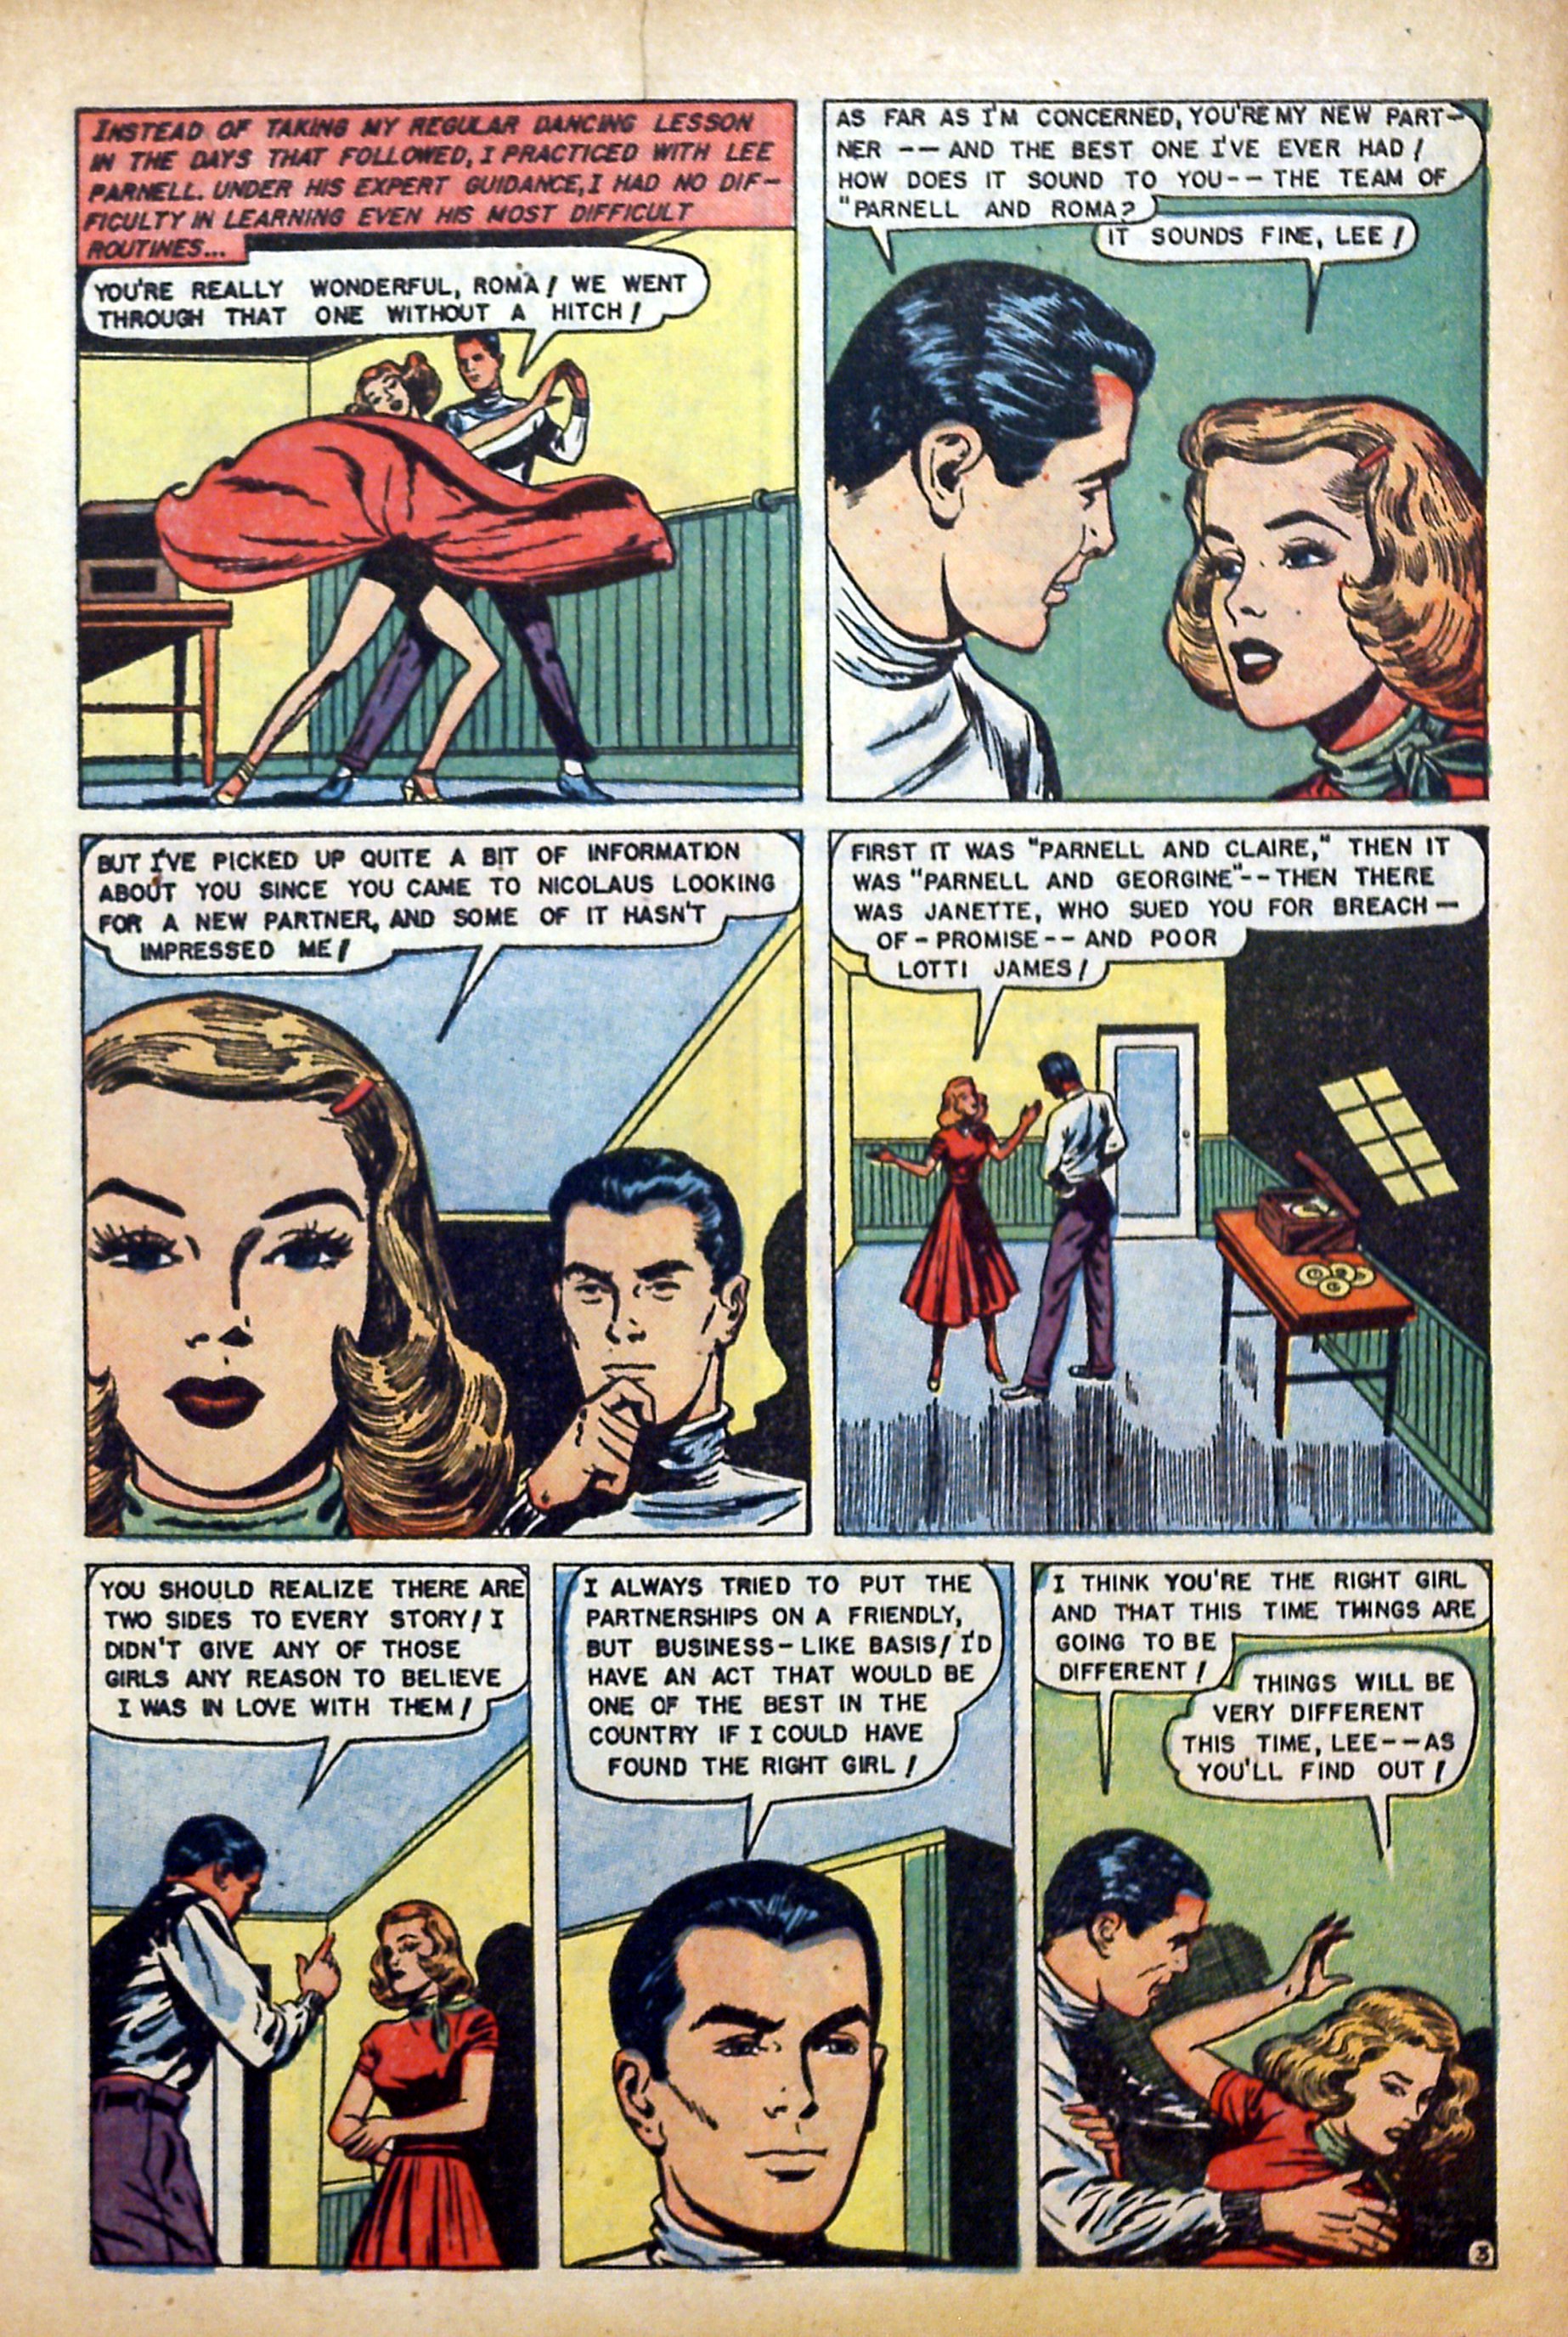 INSTEAD OF TAKING MY REGULAR DANCING LESSON
IN THE DAYS THAT FOLLOWED, I PRACTICED WITH LEE
PARNELL. UNDER HIS EXPERT GUIDANCE, I HAD NO DIF-
FICULTY IN LEARNING EVEN HIS MOST DIFFICULT
ROUTINES...
YOU'RE REALLY WONDERFUL, ROMA! WE WENT
THROUGH THAT ONE WITHOUT A HITCH!
AS FAR AS I'M CONCERNED, YOU'RE MY NEW PART-
NER -- AND THE BEST ONE I'VE EVER HAD!
HOW DOES IT SOUND TO YOU -- THE TEAM OF
"PARNELL AND ROMA?
IT SOUNDS FINE, LEE!
BUT I'VE PICKED UP QUITE A BIT OF INFORMATION
ABOUT YOU SINCE YOU CAME TO NICOLAUS LOOKING
FOR A NEW PARTNER, AND SOME OF IT HASN'T
IMPRESSED ME!
FIRST IT WAS "PARNELL AND CLAIRE," THEN IT
WAS "PARNELL AND GEORGINE"-- THEN THERE
WAS JANETTE, WHO SUED YOU FOR BREACH-
OF-PROMISE-- AND POOR
LOTTI JAMES!
YOU SHOULD REALIZE THERE ARE
TWO SIDES TO EVERY STORY! I
DIDN'T GIVE ANY OF THOSE
GIRLS ANY REASON TO BELIEVE
I WAS IN LOVE WITH THEM!
I ALWAYS TRIED TO PUT THE
PARTNERSHIPS ON A FRIENDLY,
BUT BUSINESS-LIKE BASIS! I'D
HAVE AN ACT THAT WOULD BE
ONE OF THE BEST IN THE
COUNTRY IF I COULD HAVE
FOUND THE RIGHT GIRL!
I THINK YOU'RE THE RIGHT GIRL
AND THAT THIS TIME THINGS ARE
GOING TO BE
DIFFERENT!
THINGS WILL BE
VERY DIFFERENT
THIS TIME, LEE--AS
YOU'LL FIND OUT!
3